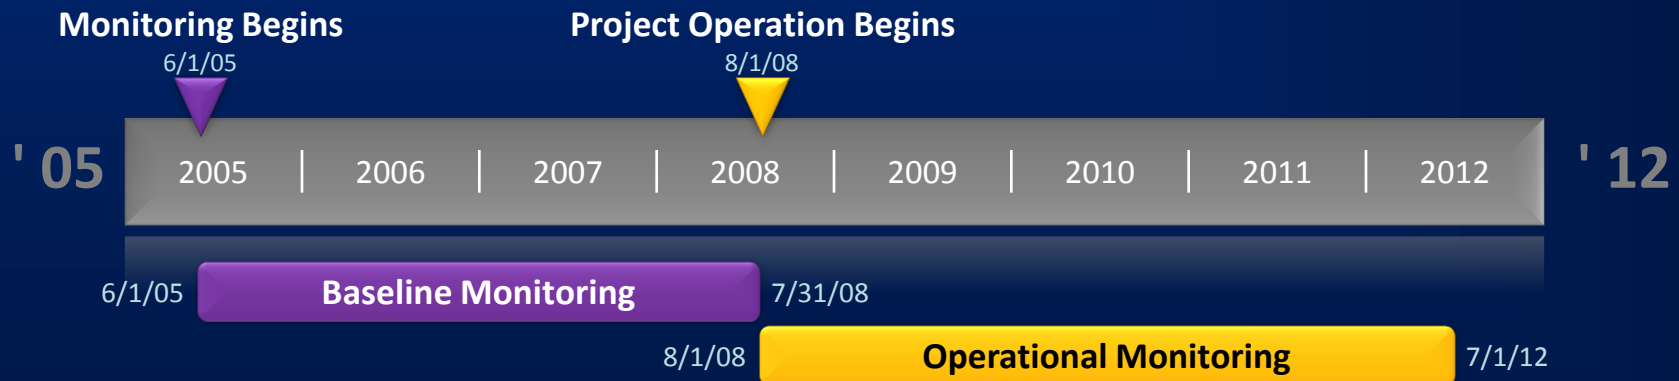 Monitoring Begins
6/1/05
Project Operation Begins
8/1/08
' 05
2005 | 2006 | 2007 | 2008 | 2009 | 2010 | 2011 | 2012
' 12
6/1/05
Baseline Monitoring
7/31/08
8/1/08
Operational Monitoring
7/1/12